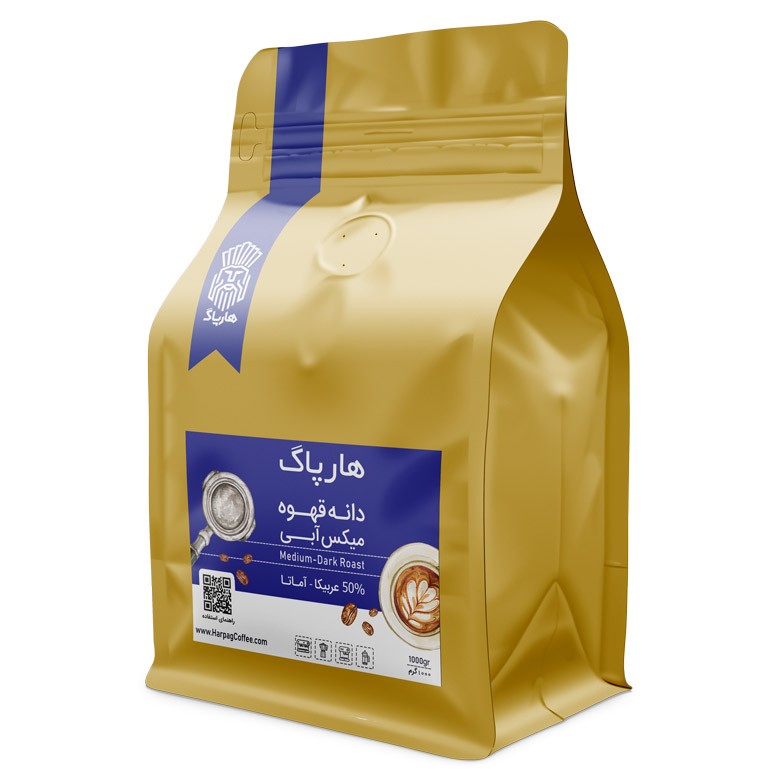 هارپاگ
هارپاگ
دانه قهوه
میکس آبی
Medium-Dark Roast
50% عربیکا - آماتا
راهنمای استفاده
www.HarpagCoffee.com
1000gr
۱۰۰۰ گرم